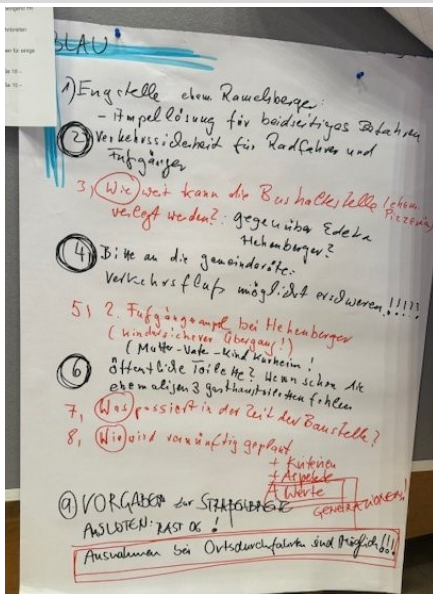 BLAU
1) Engstelle ehem Ramelsberger:
- Ampellösung für beidseitiges Befahren
2) Verkehrssicherheit für Radfahrer und
Fußgänger
3) Wie weit kann die Bushaltestelle (ehem
Pizzeria)
verlegt werden? gegenüber Edeka
Hehenberger?
4) Bitte an die Gemeinderäte:
Verkehrsfluß möglichst erschweren!!!!!
5) 2. Fußgängerampel bei Hehenberger
(Kindersicherer Übergang!)
(Mutter-Vater-Kind Kurheim!
6) öffentliche Toilette? Wenn schon die
ehemaligen 3 gasthaustoiletten fehlen
7, Was passiert in der Zeit der Baustelle?
8, Wie wird vernünftig geplant
+ Kriterien
+ Aspekte
Werte
GENERATIONEN!
9) VORGABEN zur
AUSLOTEN: RAST 06!
Ausnahmen bei Ortsdurchfahrten sind Möglich!!!